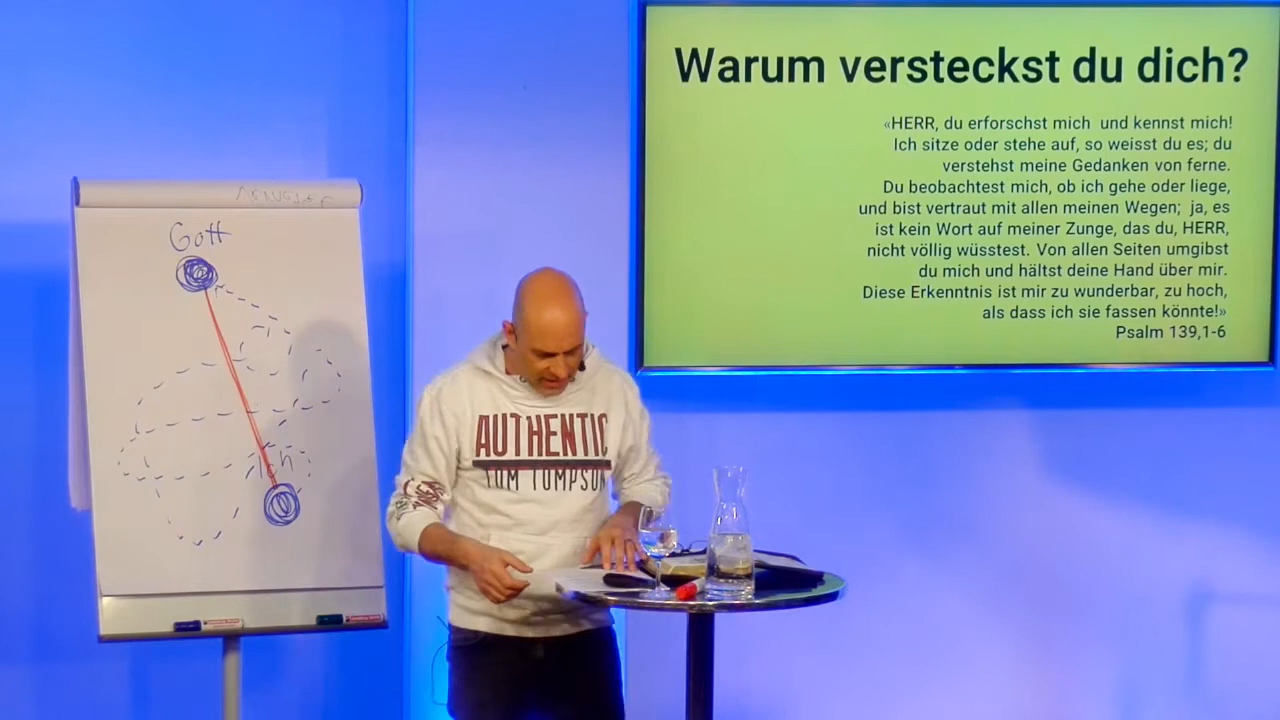 Warum versteckst du dich?
«HERR, du erforschst mich und kennst mich!
Ich sitze oder stehe auf, so weisst du es; du
verstehst meine Gedanken von ferne.
Du beobachtest mich, ob ich gehe oder liege,
und bist vertraut mit allen meinen Wegen; ja, es
ist kein Wort auf meiner Zunge, das du, HERR,
nicht völlig wüsstest. Von allen Seiten umgibst
du mich und hältst deine Hand über mir.
Diese Erkenntnis ist mir zu wunderbar, zu hoch,
als dass ich sie fassen könnte!»
Psalm 139,1-6
Gott
Ich
AUTHENTIC
TOM TOMPSON